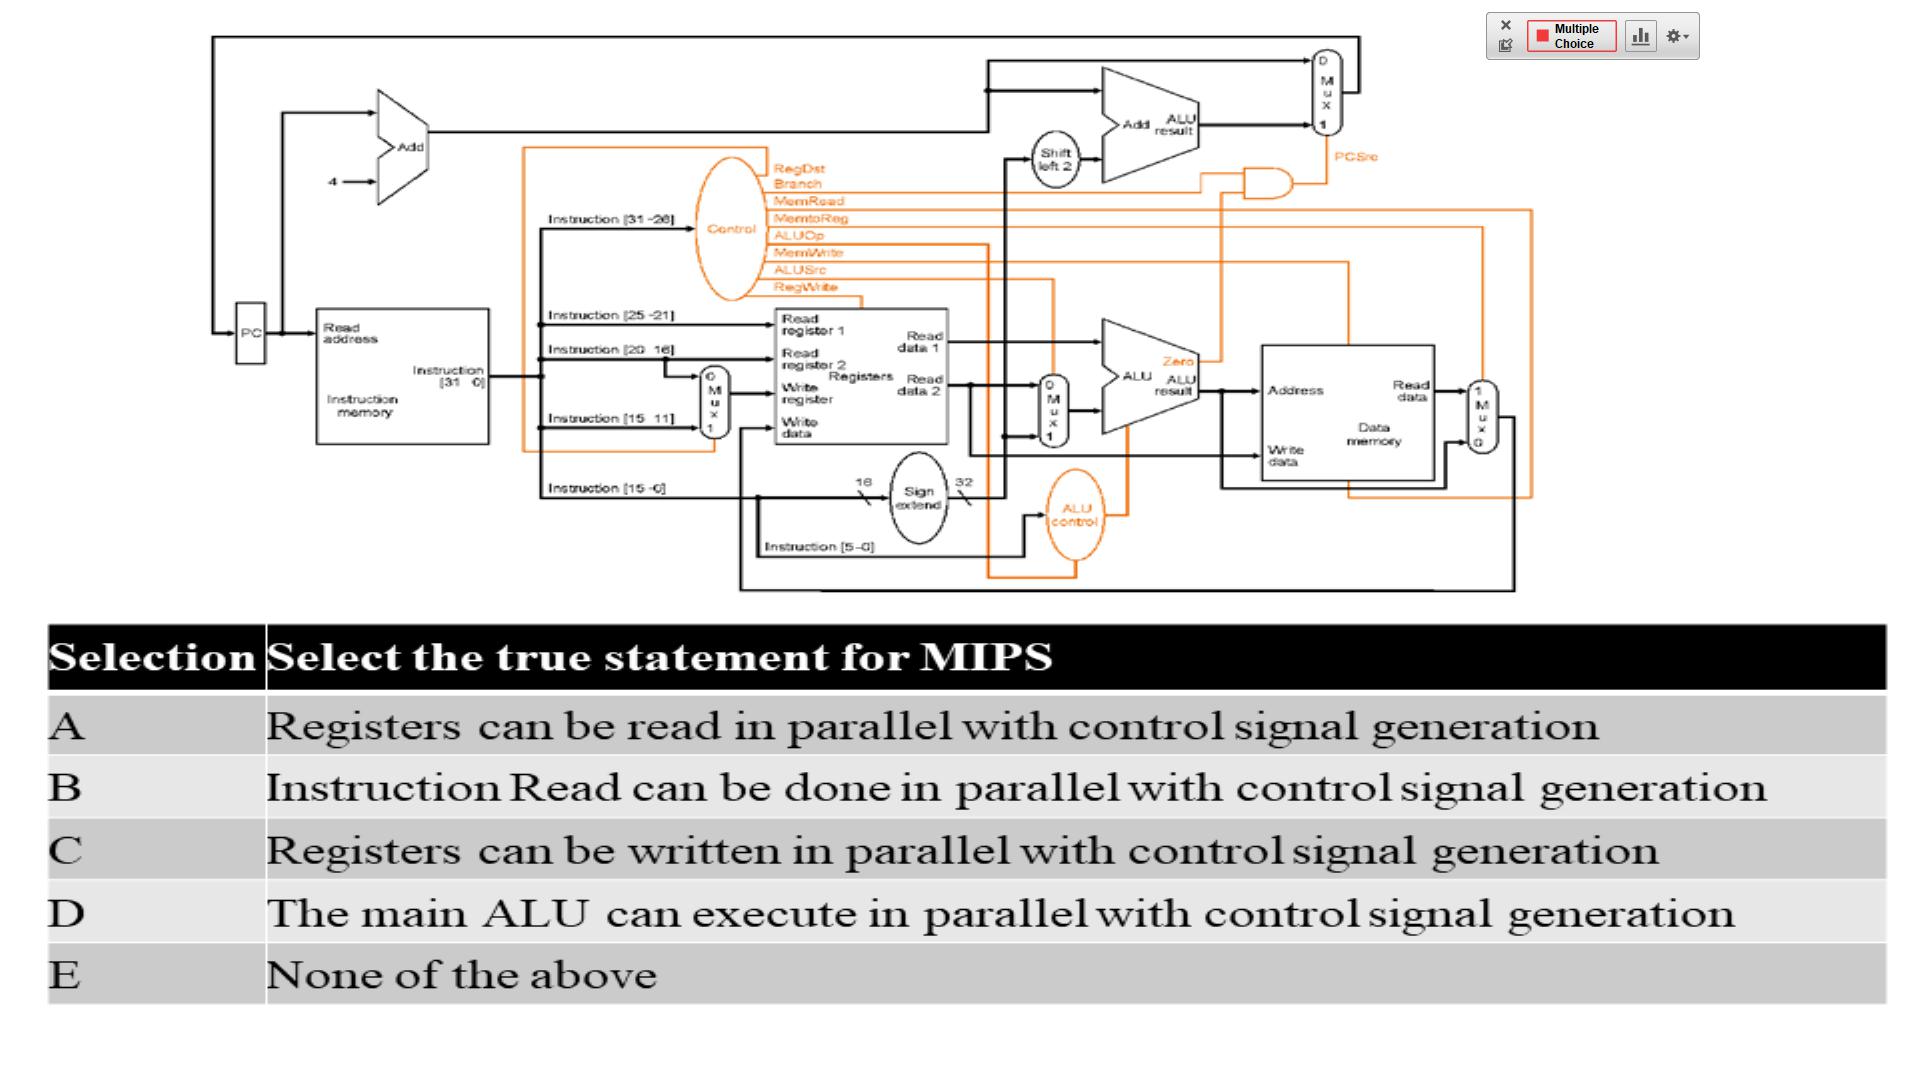 Multiple
Choice
0
M
u
x
1
Add
ALU
result
Shift
left 2
PCSrc
Add
4
RegDst
Branch
MemRead
MemtoReg
ALUOp
MemWrite
ALUSrc
RegWrite
Control
Instruction [31-26]
Instruction [25-21]
Instruction [20 16]
Instruction [15 11]
Instruction [15-0]
Instruction [5-0]
PC
Read
address
Instruction
[31 0]
Instruction
memory
0
M
u
x
1
Read
register 1
Read
register 2
Write
register
Write
data
Registers
Read
data 1
Read
data 2
16
Sign
extend
32
0
M
u
x
1
Zero
ALU
ALU
result
ALU
control
Address
Read
data
Data
memory
Write
data
1
M
u
x
0
Selection Select the true statement for MIPS
A Registers can be read in parallel with control signal generation
B Instruction Read can be done in parallel with control signal generation
C Registers can be written in parallel with control signal generation
D The main ALU can execute in parallel with control signal generation
E None of the above